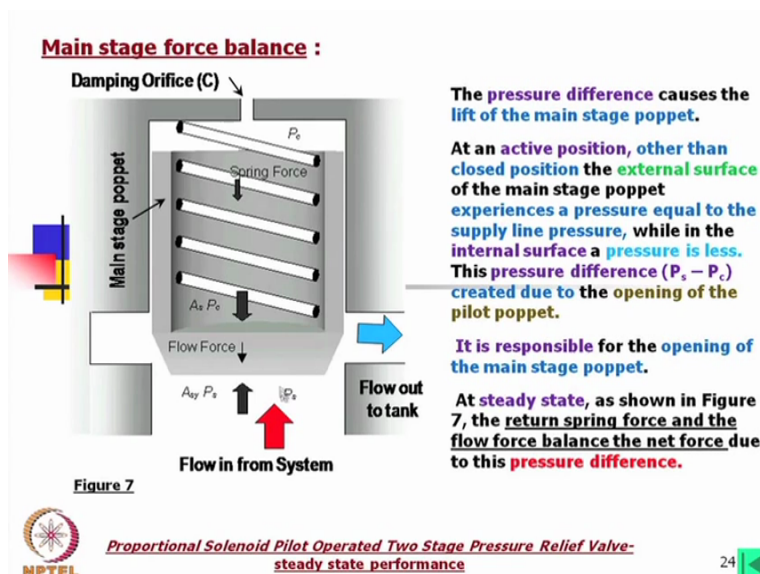 Main stage force balance :
Damping Orifice (C)
Pc
Spring Force
Main stage poppet
As Pc
Flow Force
Asy Ps
Ps
Flow out
to tank
Flow in from System
Figure 7
The pressure difference causes the
lift of the main stage poppet.
At an active position, other than
closed position the external surface
of the main stage poppet
experiences a pressure equal to the
supply line pressure, while in the
internal surface a pressure is less.
This pressure difference (Ps – Pc)
created due to the opening of the
pilot poppet.
It is responsible for the opening of
the main stage poppet.
At steady state, as shown in Figure
7, the return spring force and the
flow force balance the net force due
to this pressure difference.
NPTEL
Proportional Solenoid Pilot Operated Two Stage Pressure Relief Valve-
steady state performance
24